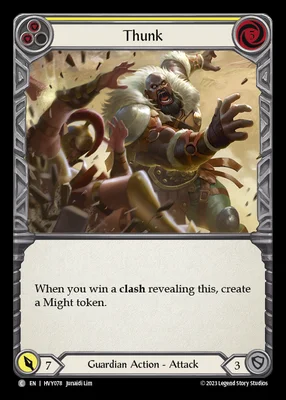 Thunk
When you win a clash revealing this, create
a Might token.
7
Guardian Action - Attack
3
C EN | HVY078 Junaidi Lim
© 2023 Legend Story Studios